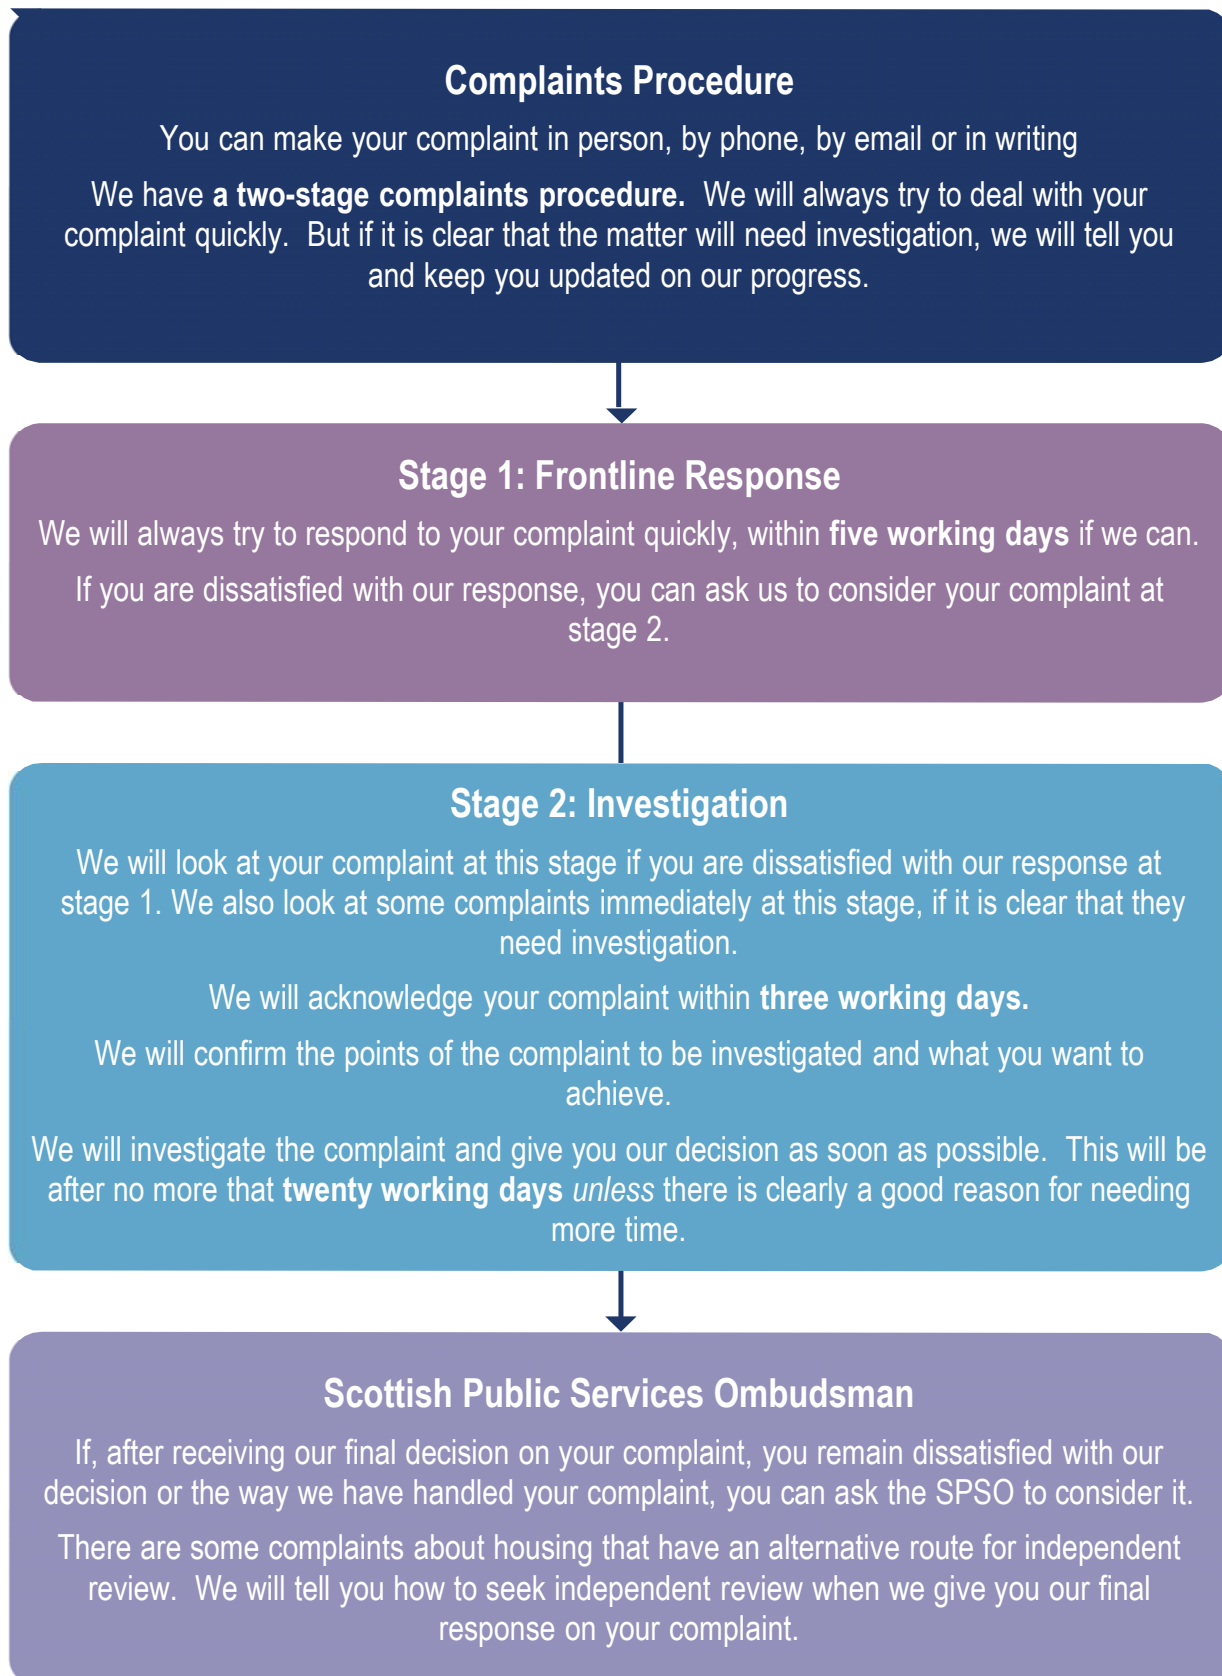 Complaints Procedure
You can make your complaint in person, by phone, by email or in writing
We have a two-stage complaints procedure.  We will always try to deal with your
complaint quickly.  But if it is clear that the matter will need investigation, we will tell you
and keep you updated on our progress.
Stage 1: Frontline Response
We will always try to respond to your complaint quickly, within five working days if we can.
If you are dissatisfied with our response, you can ask us to consider your complaint at
stage 2.
Stage 2: Investigation
We will look at your complaint at this stage if you are dissatisfied with our response at
stage 1. We also look at some complaints immediately at this stage, if it is clear that they
need investigation.
We will acknowledge your complaint within three working days.
We will confirm the points of the complaint to be investigated and what you want to
achieve.
We will investigate the complaint and give you our decision as soon as possible.  This will be
after no more that twenty working days unless there is clearly a good reason for needing
more time.
Scottish Public Services Ombudsman
If, after receiving our final decision on your complaint, you remain dissatisfied with our
decision or the way we have handled your complaint, you can ask the SPSO to consider it.
There are some complaints about housing that have an alternative route for independent
review.  We will tell you how to seek independent review when we give you our final
response on your complaint.